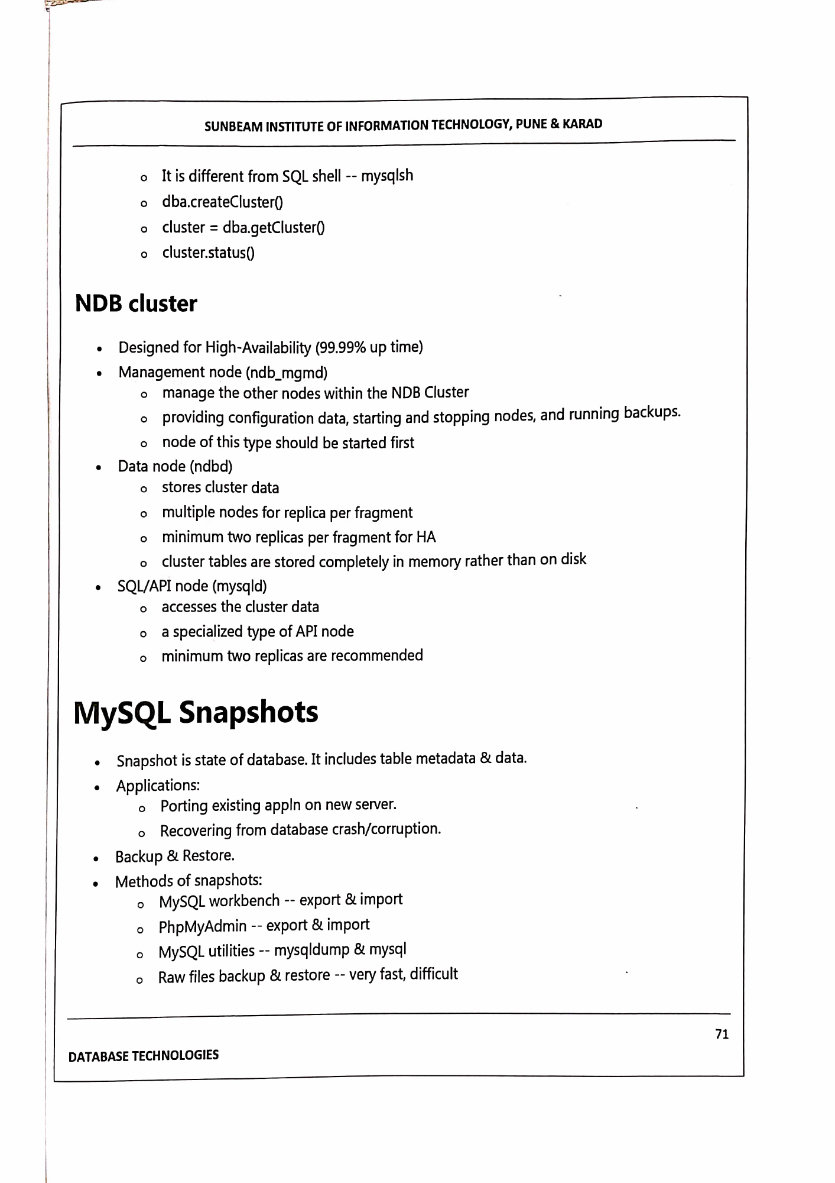 SUNBEAM INSTITUTE OF INFORMATION TECHNOLOGY, PUNE & KARAD
o It is different from SQL shell -- mysqlsh
o dba.createCluster()
o cluster = dba.getCluster()
o cluster.status()
NDB cluster
• Designed for High-Availability (99.99% up time)
• Management node (ndb_mgmd)
o manage the other nodes within the NDB Cluster
o providing configuration data, starting and stopping nodes, and running backups.
o node of this type should be started first
• Data node (ndbd)
o stores cluster data
o multiple nodes for replica per fragment
o minimum two replicas per fragment for HA
o cluster tables are stored completely in memory rather than on disk
• SQL/API node (mysqld)
o accesses the cluster data
o a specialized type of API node
o minimum two replicas are recommended
MySQL Snapshots
• Snapshot is state of database. It includes table metadata & data.
• Applications:
o Porting existing appln on new server.
o Recovering from database crash/corruption.
• Backup & Restore.
• Methods of snapshots:
o MySQL workbench -- export & import
o PhpMyAdmin -- export & import
o MySQL utilities -- mysqldump & mysql
o Raw files backup & restore -- very fast, difficult
71
DATABASE TECHNOLOGIES